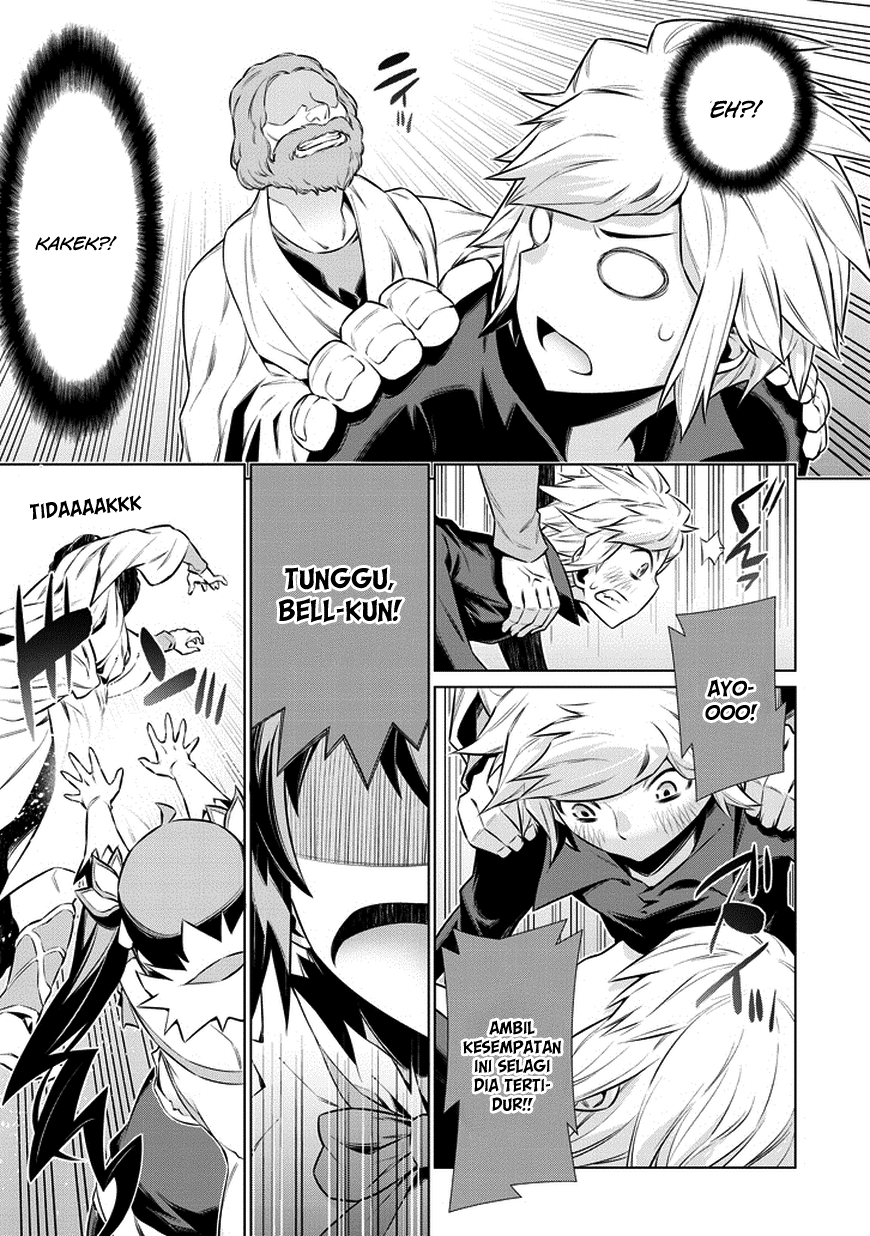 EH?!
KAKEK?!
AYO-
OOO!
AMBIL
KESEMPATAN
INI SELAGI
DIA TERTI-
DUR!!
TUNGGU,
BELL-KUN!
TIDAAAAKKK